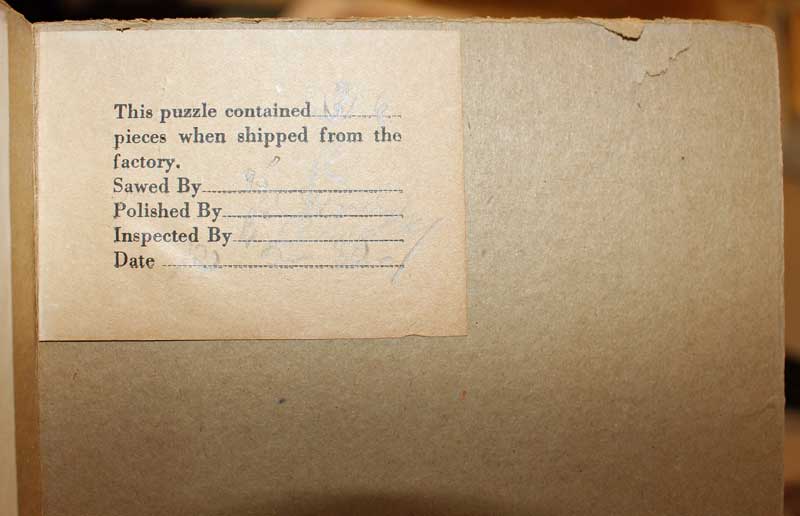 This puzzle contained
pieces when shipped from the
factory.
Sawed By
Polished By
Inspected By
Date